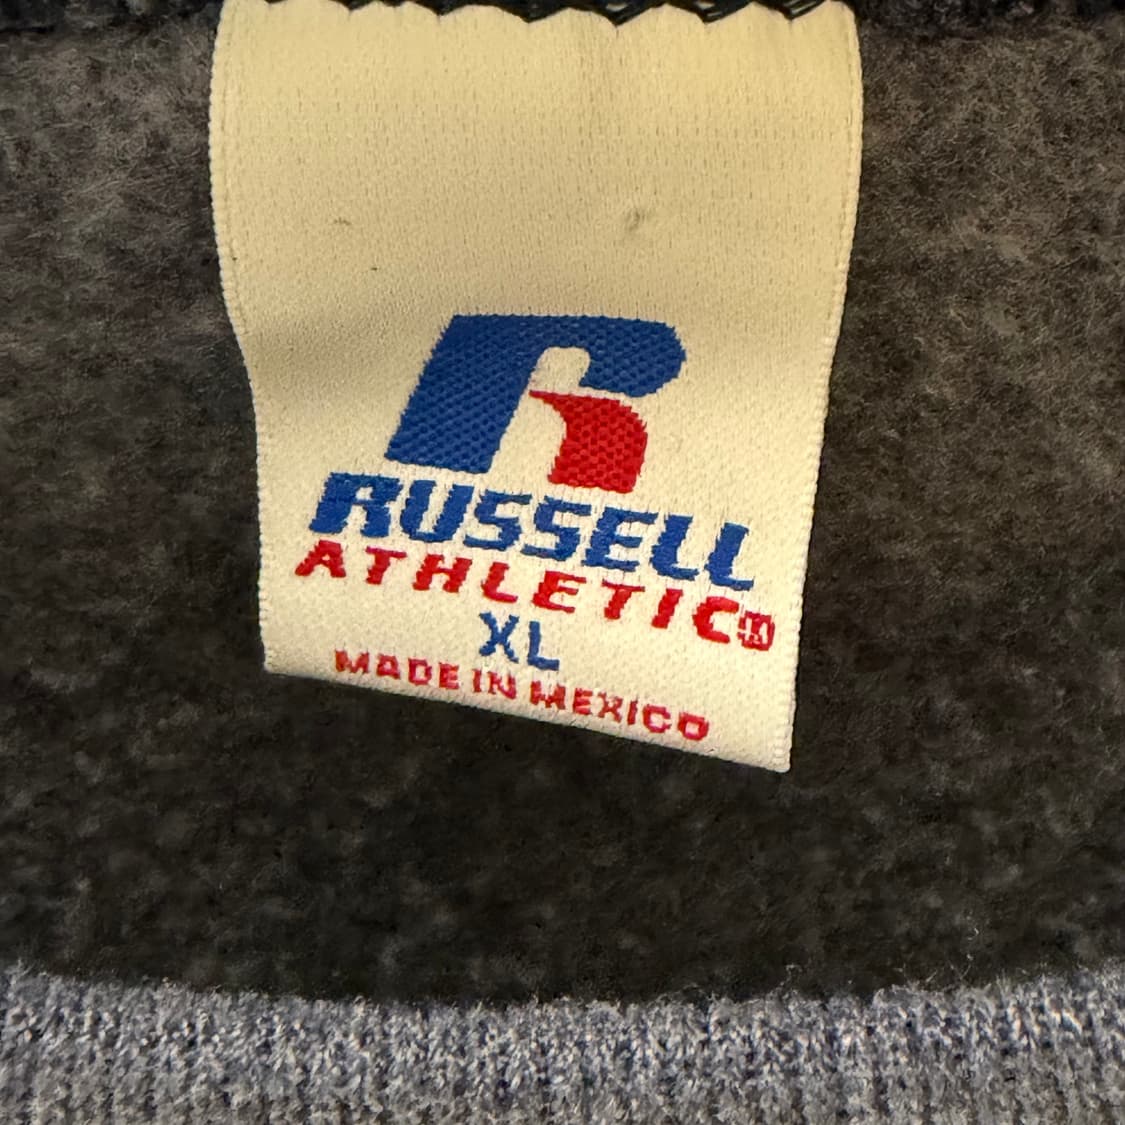 R
RUSSELL
ATHLETIC®
XL
MADE IN MEXICO